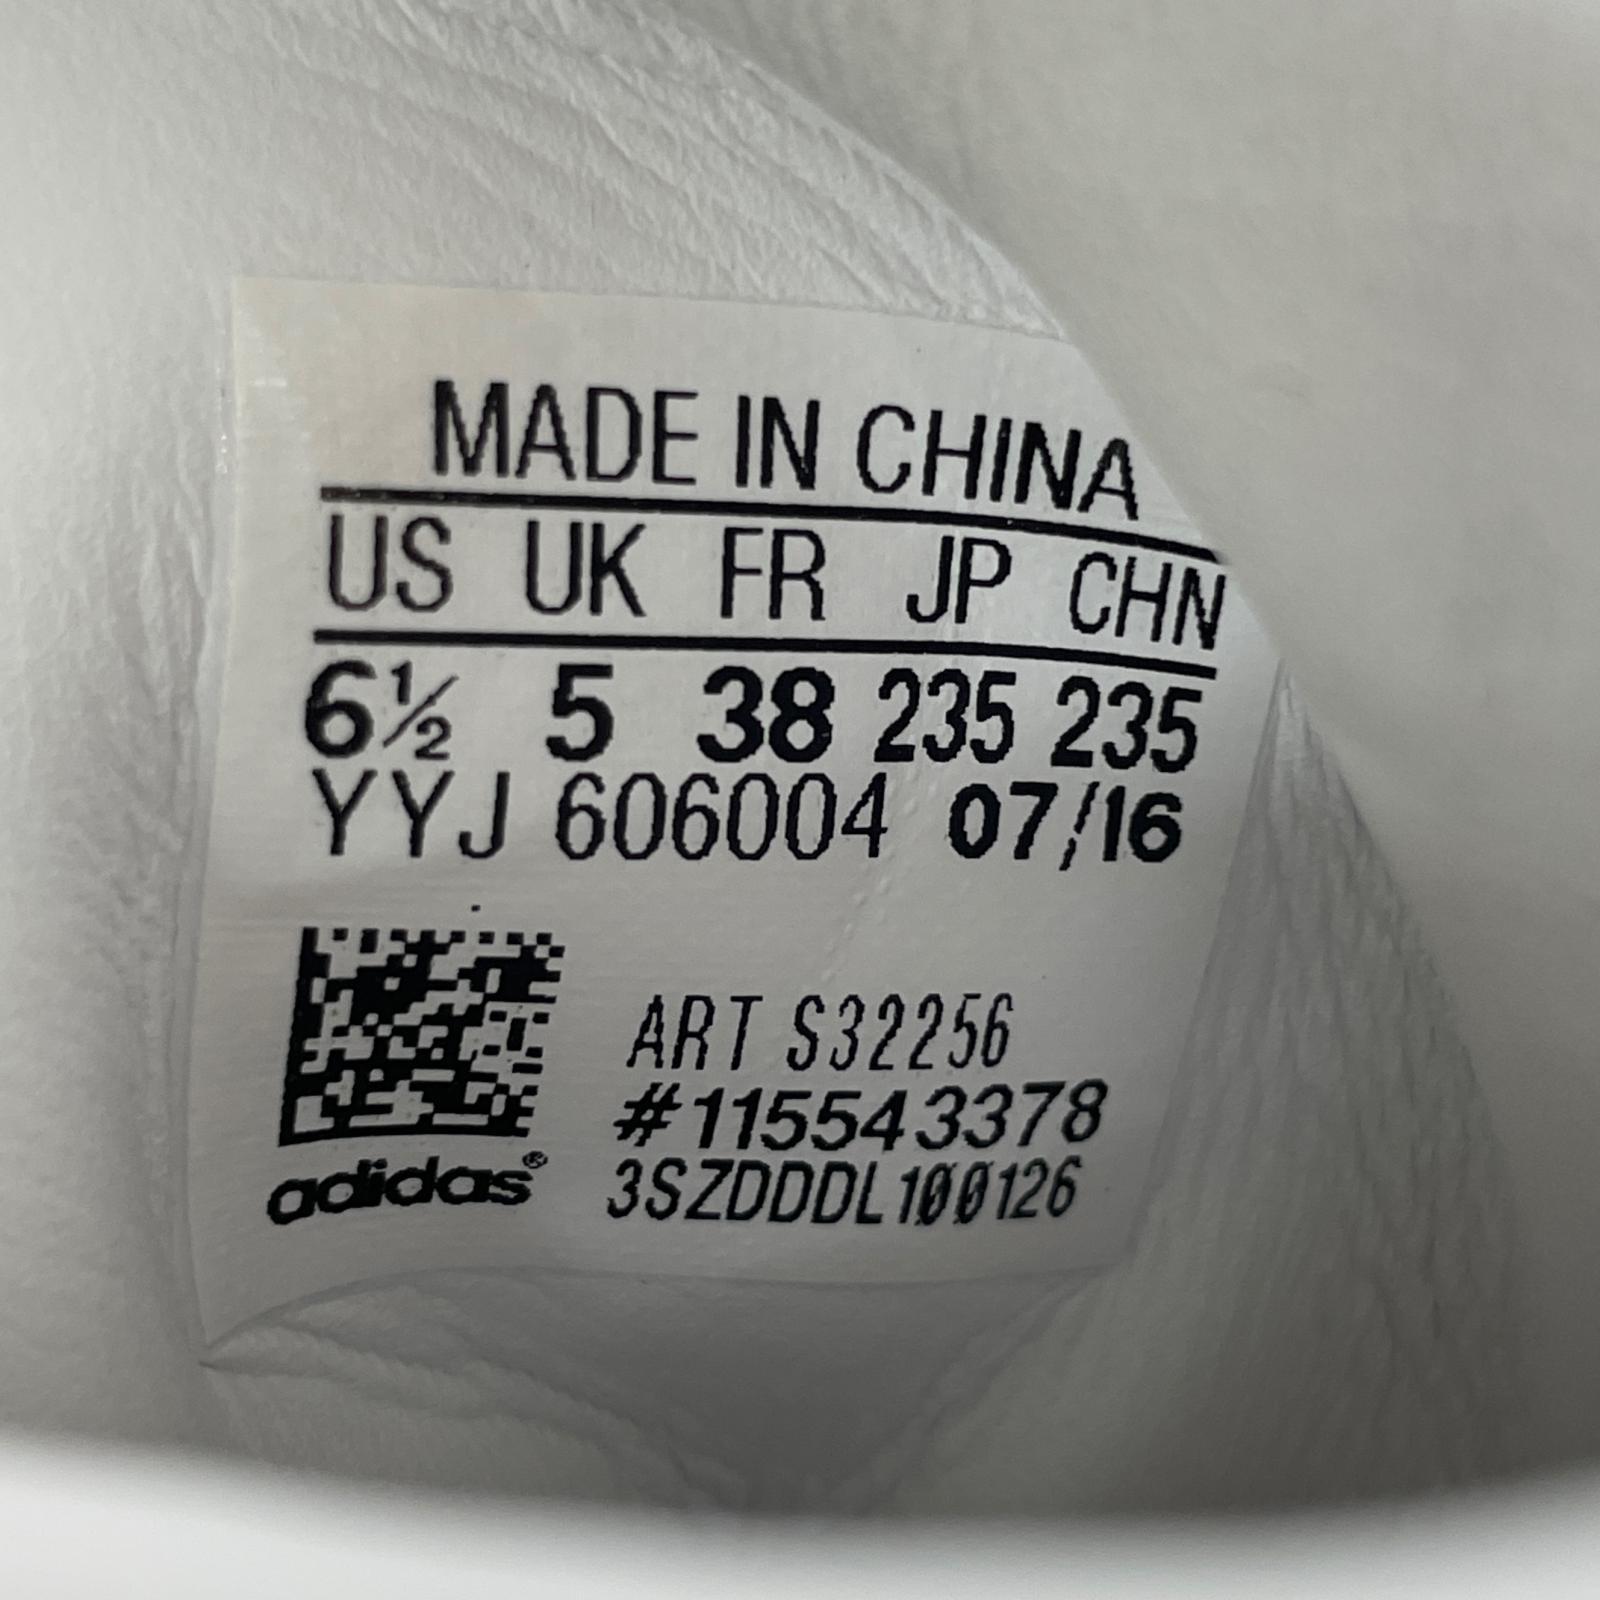 MADE IN CHINA
US UK FR JP CHN
6½ 5 38 235 235
YYJ 606004 07/16
ART S32256
#115543378
adidas®
3SZDDDL100126